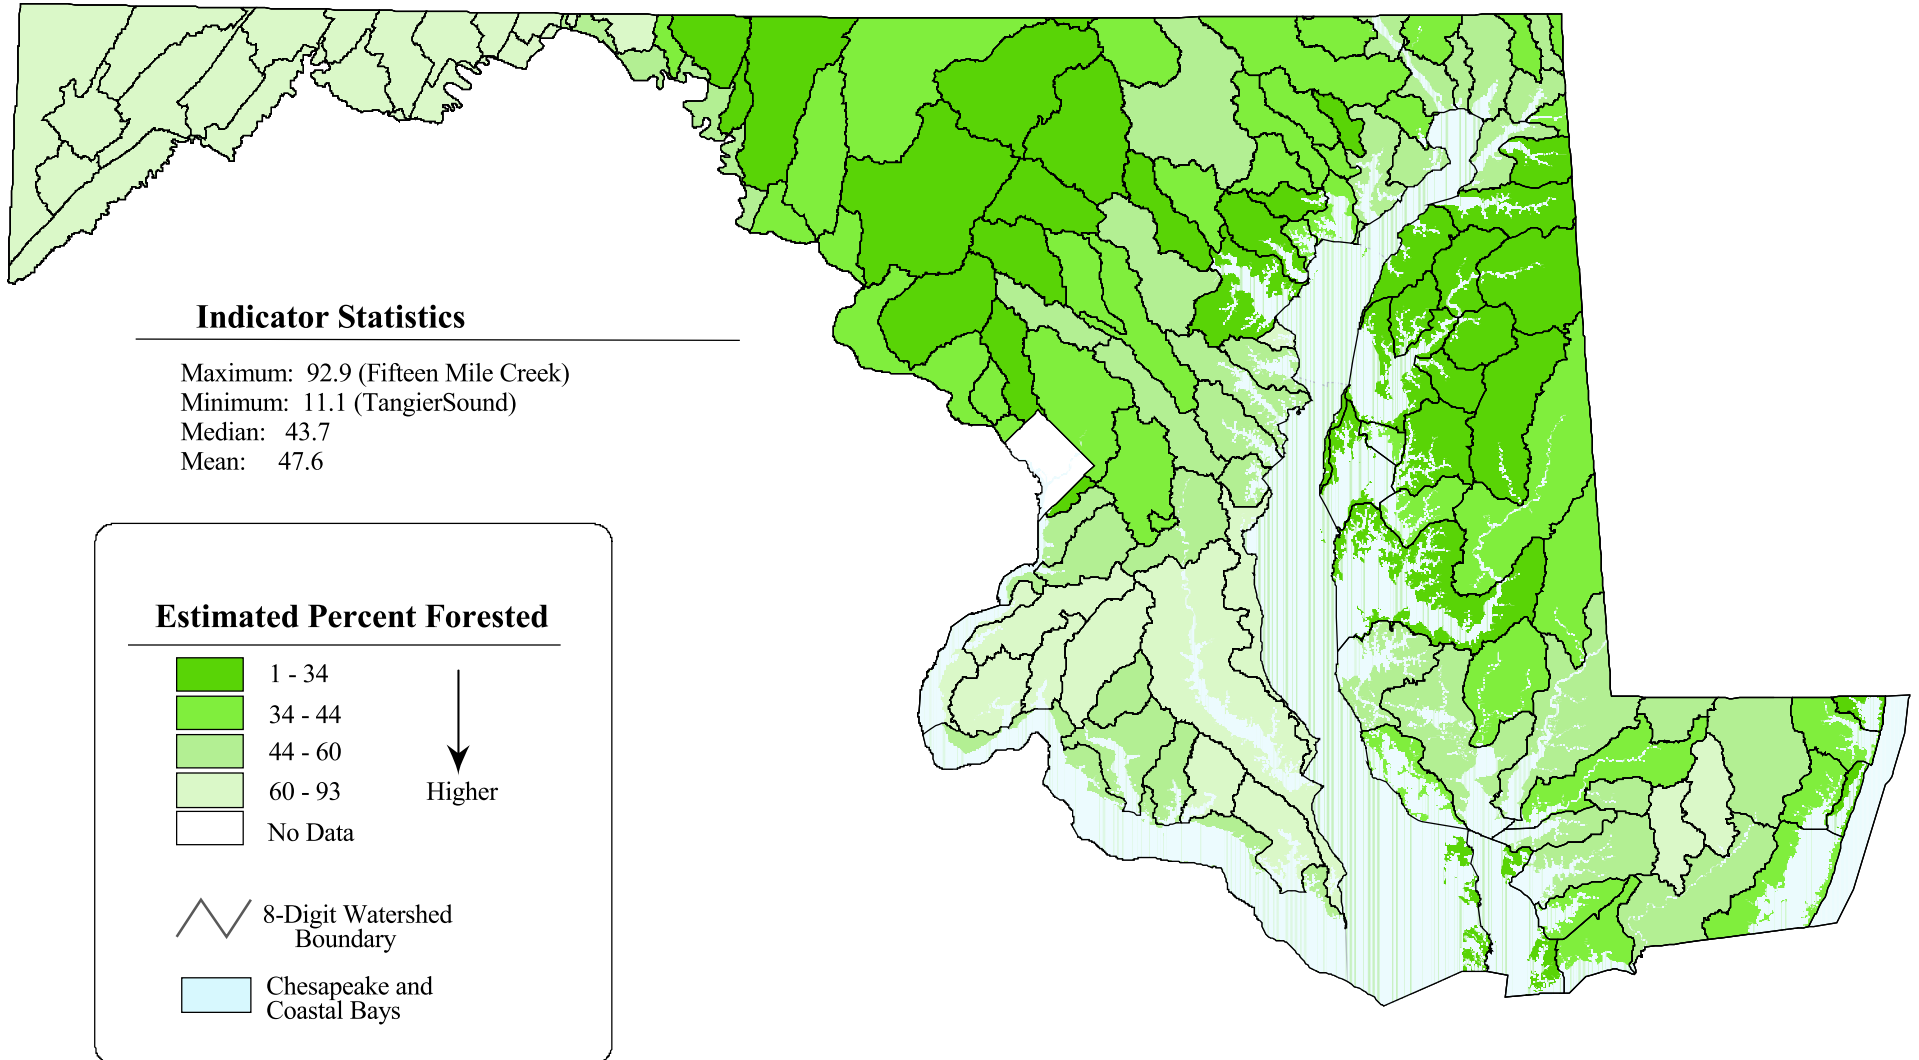 Indicator Statistics
Maximum: 92.9 (Fifteen Mile Creek)
Minimum: 11.1 (TangierSound)
Median: 43.7
Mean: 47.6
Estimated Percent Forested
1 - 34
34 - 44
44 - 60
60 - 93
Higher
No Data
8-Digit Watershed
Boundary
Chesapeake and
Coastal Bays